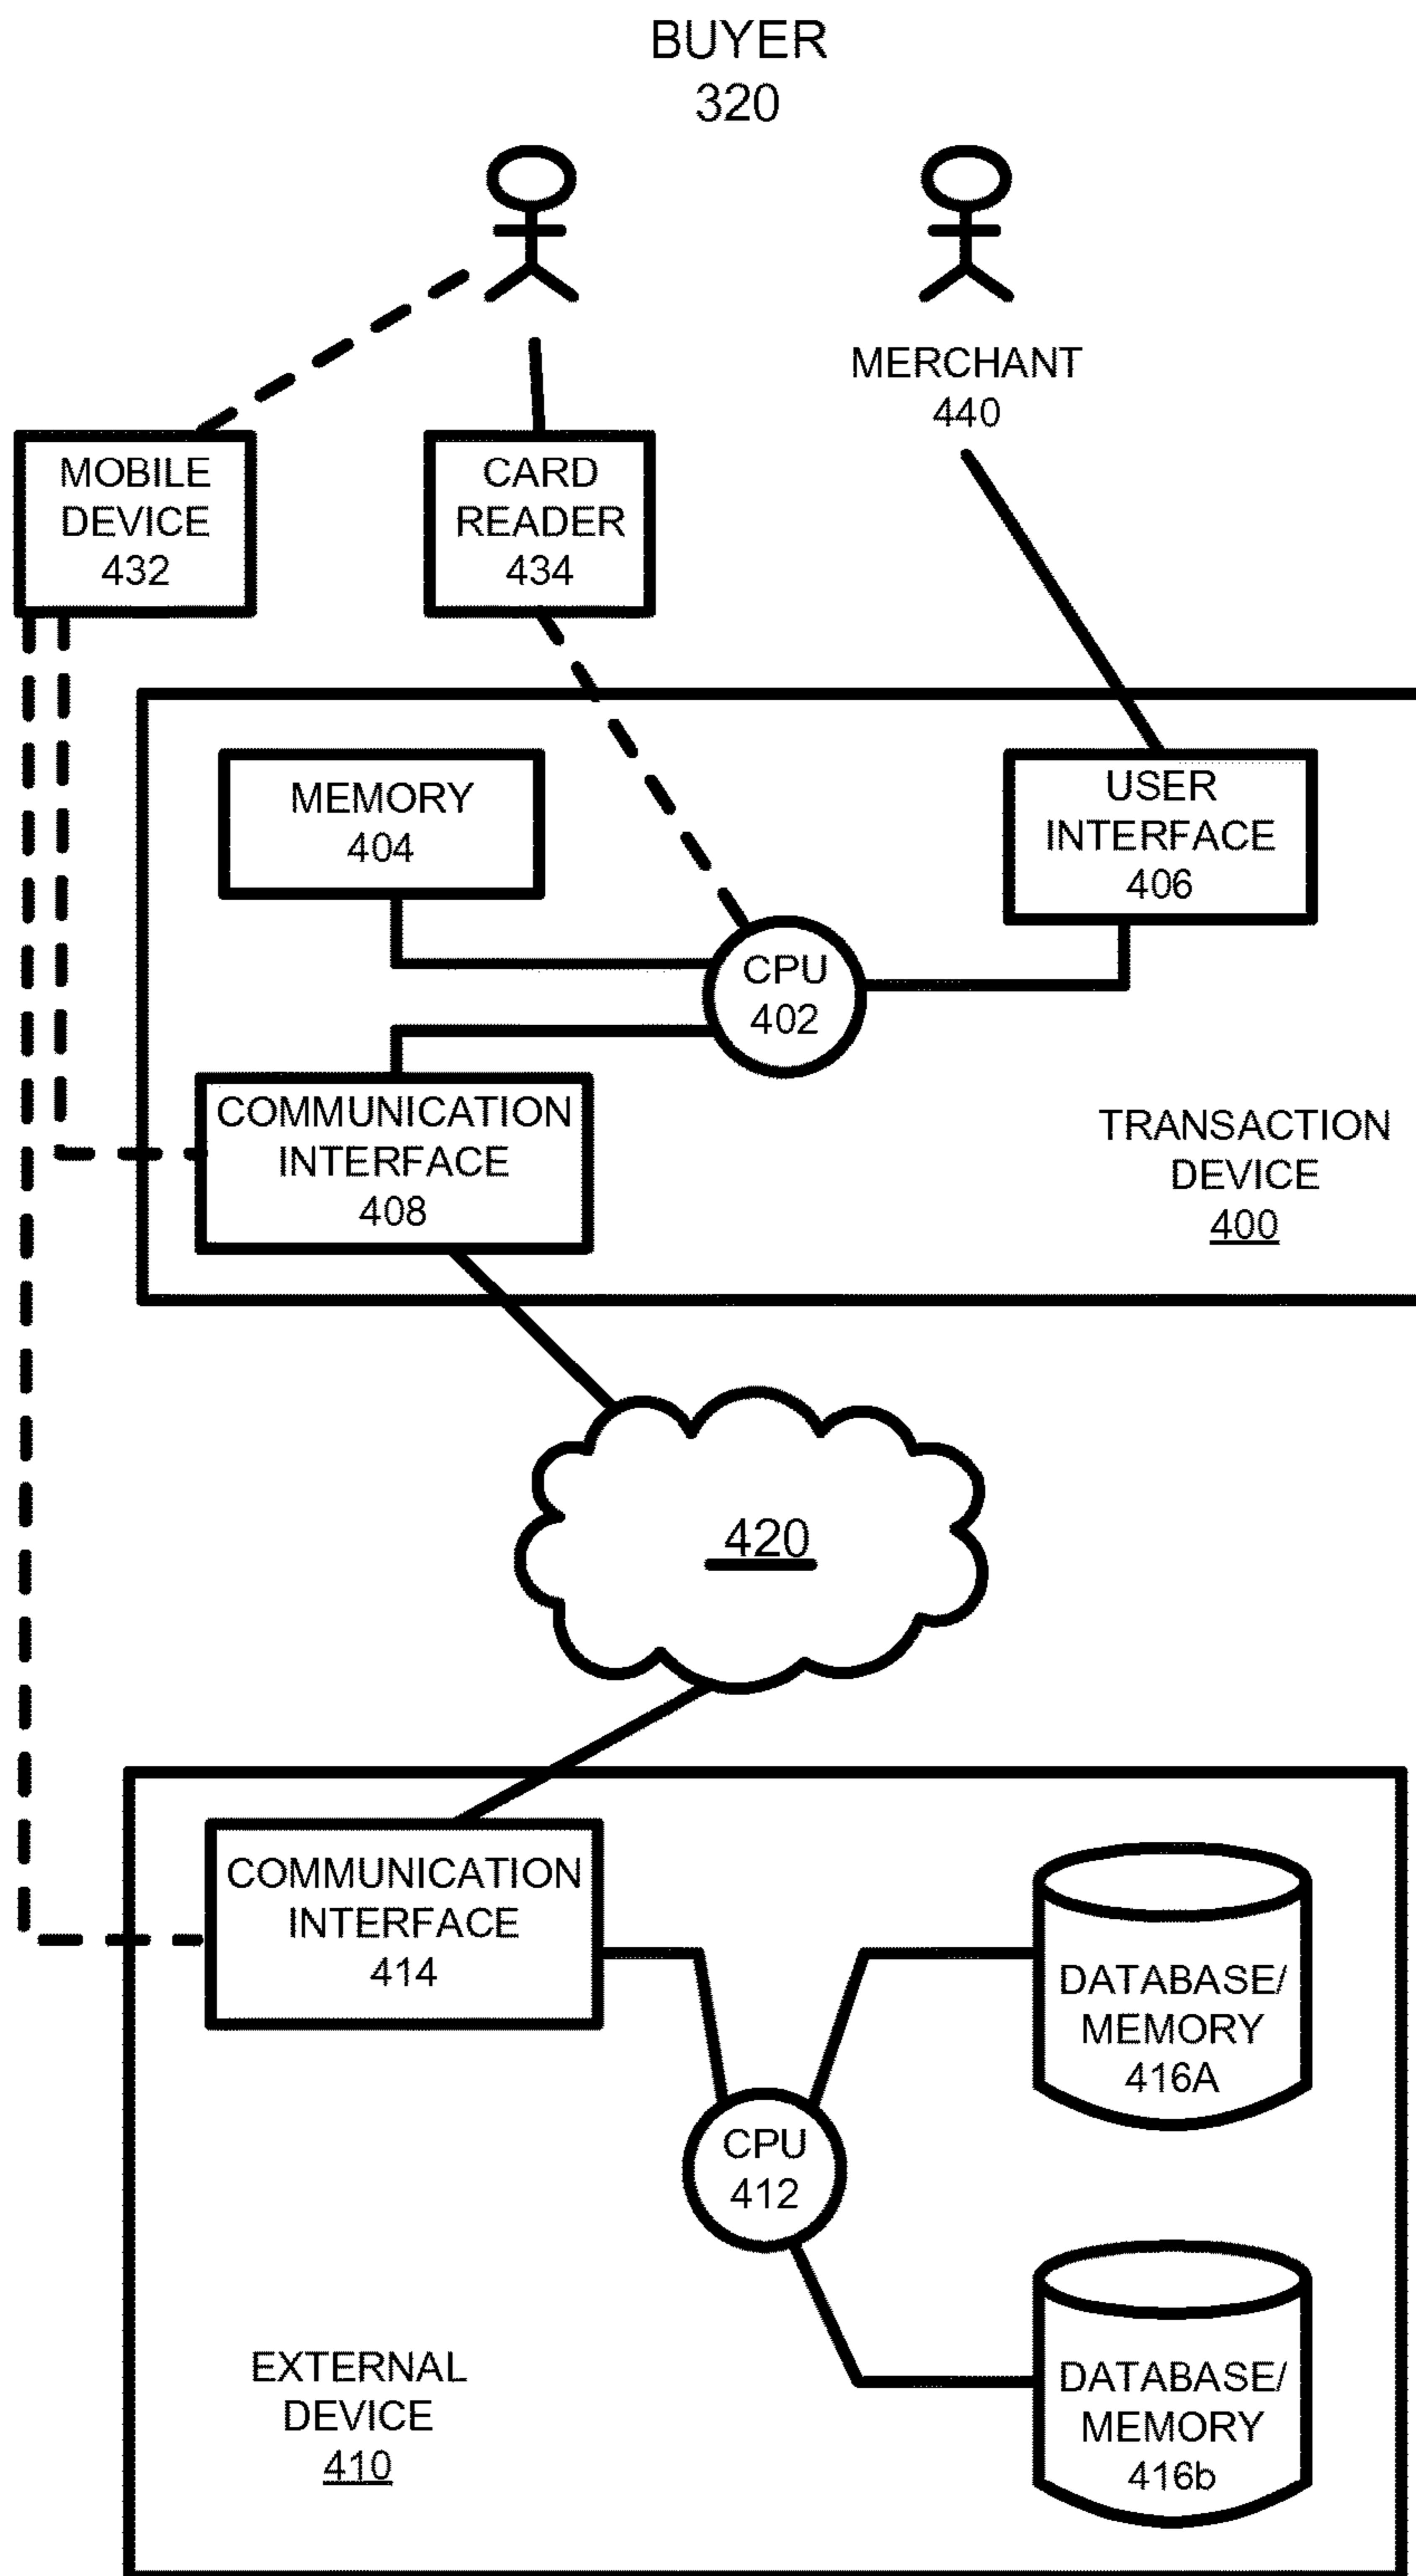 BUYER
320
MERCHANT
440
MOBILE
DEVICE
432
CARD
READER
434
MEMORY
404
USER
INTERFACE
406
CPU
402
COMMUNICATION
INTERFACE
408
TRANSACTION
DEVICE
400
420
COMMUNICATION
INTERFACE
414
DATABASE/
MEMORY
416A
CPU
412
EXTERNAL
DEVICE
410
DATABASE/
MEMORY
416b